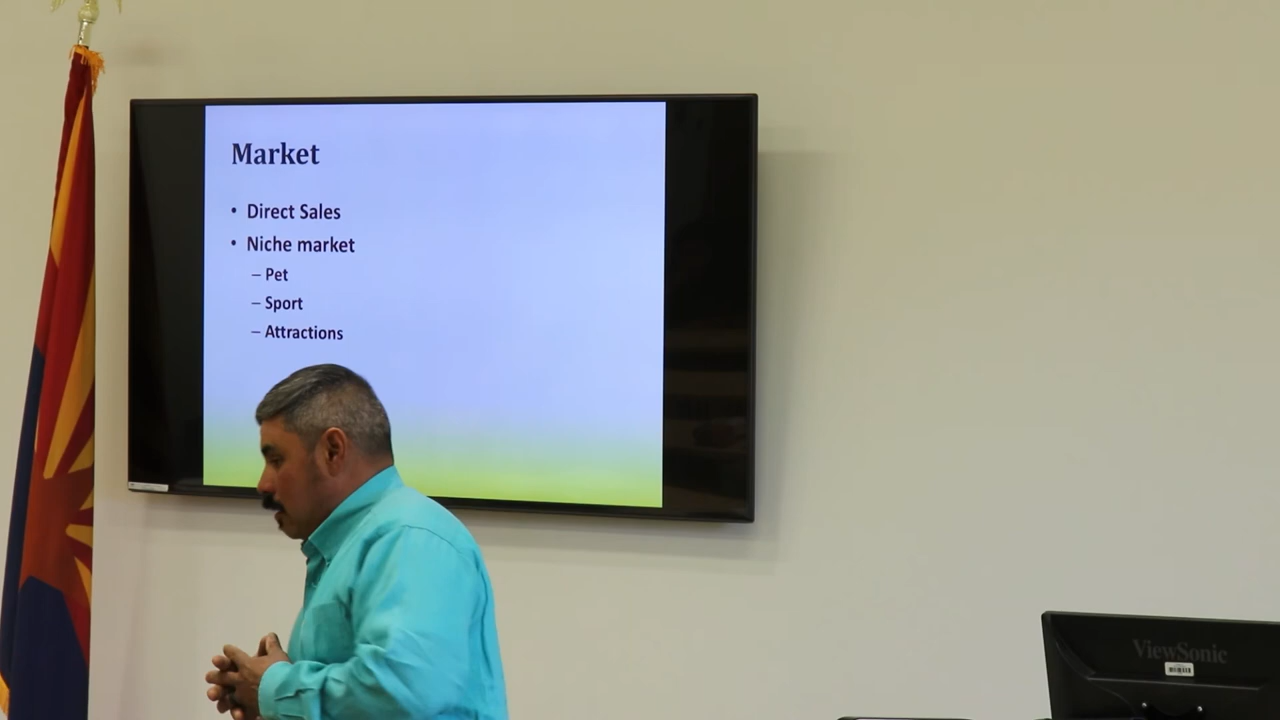 Market
• Direct Sales
• Niche market
– Pet
– Sport
– Attractions
ViewSonic